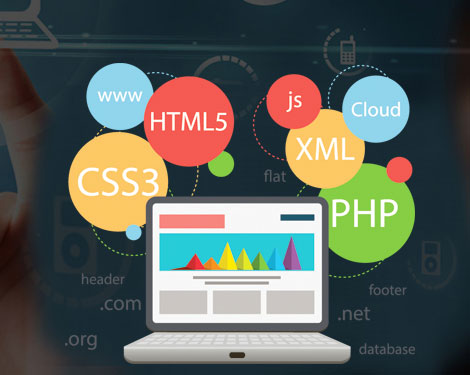 www
HTML5
CSS3
js
Cloud
XML
PHP
flat
header
.com
.org
footer
.net
database